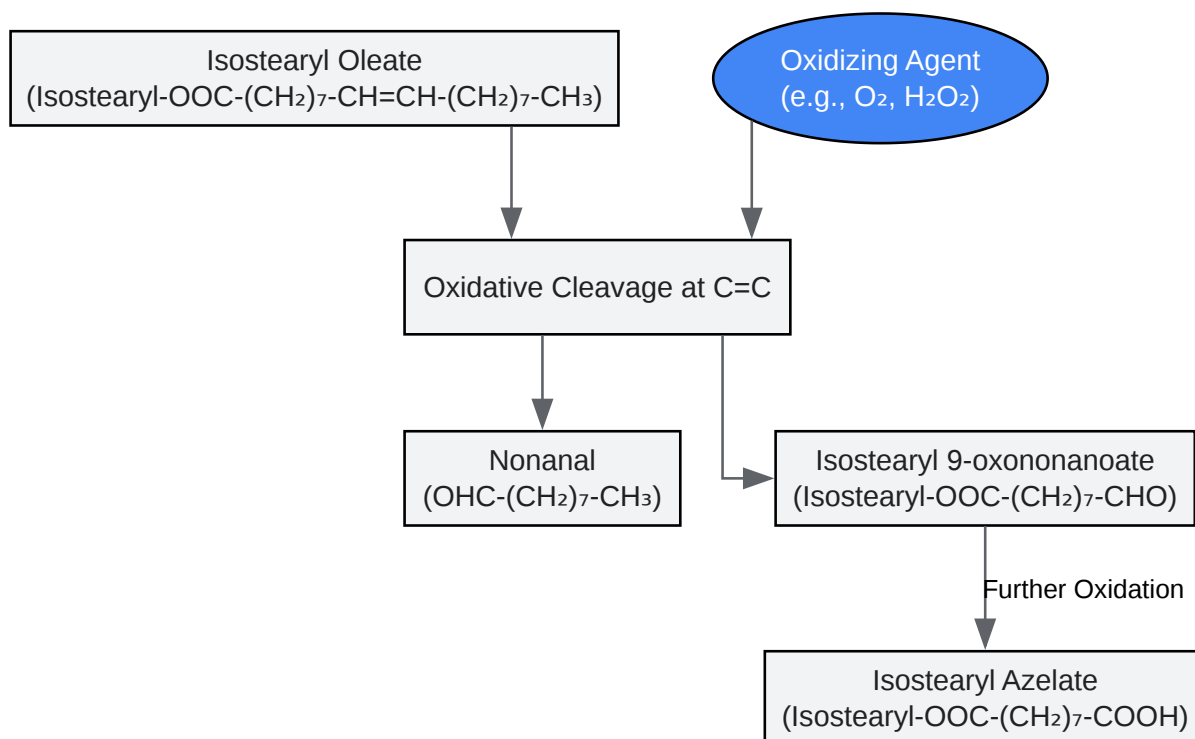 Isostearyl Oleate
(Isostearyl-OOC-(CH₂)₇-CH=CH-(CH₂)₇-CH₃)
Oxidizing Agent
(e.g., O₂, H₂O₂)
Oxidative Cleavage at C=C
Nonanal
(OHC-(CH₂)₇-CH₃)
Isostearyl 9-oxononanoate
(Isostearyl-OOC-(CH₂)₇-CHO)
Further Oxidation
Isostearyl Azelate
(Isostearyl-OOC-(CH₂)₇-COOH)